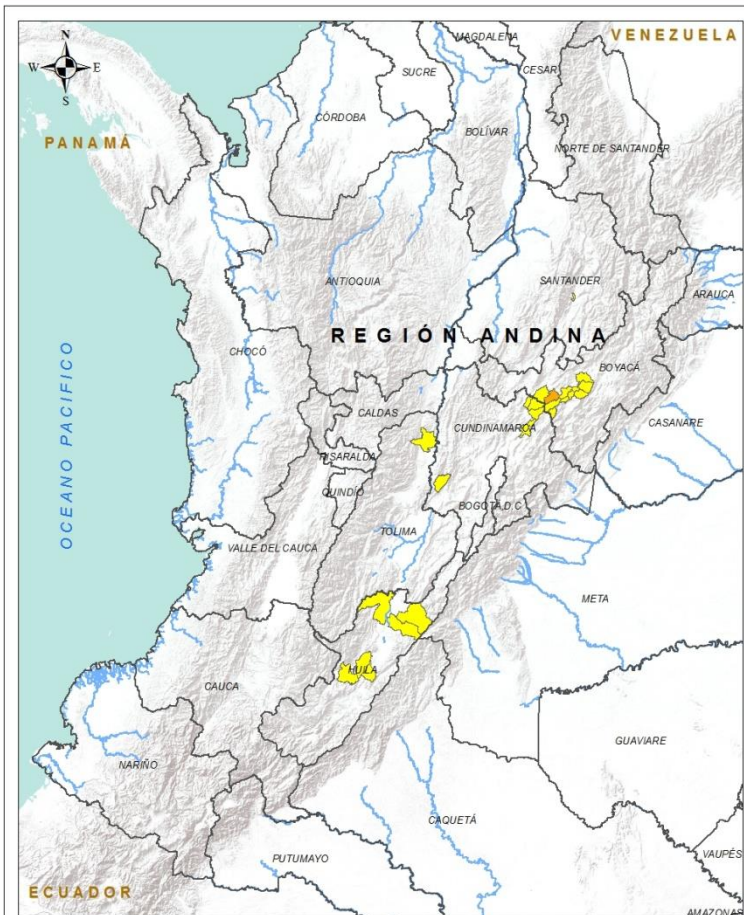 MAGDALENA
VENEZUELA
N
W E
S
SUCRE
CESAR
CÓRDOBA
BOLÍVAR
PANAMÁ
NORTE DE SANTANDER
ANTIOQUIA
SANTANDER
ARAUCA
REGIÓN ANDINA
CHOCÓ
BOYACÁ
OCEANO PACIFICO
CALDAS
CUNDINAMARCA
CASANARE
RISARALDA
QUINDÍO
BOGOTÁ D.C
TOLIMA
VALLE DEL CAUCA
META
HUILA
CAUCA
GUAVIARE
NARIÑO
CAQUETÁ
VAUPÉS
PUTUMAYO
ECUADOR
AMAZONAS